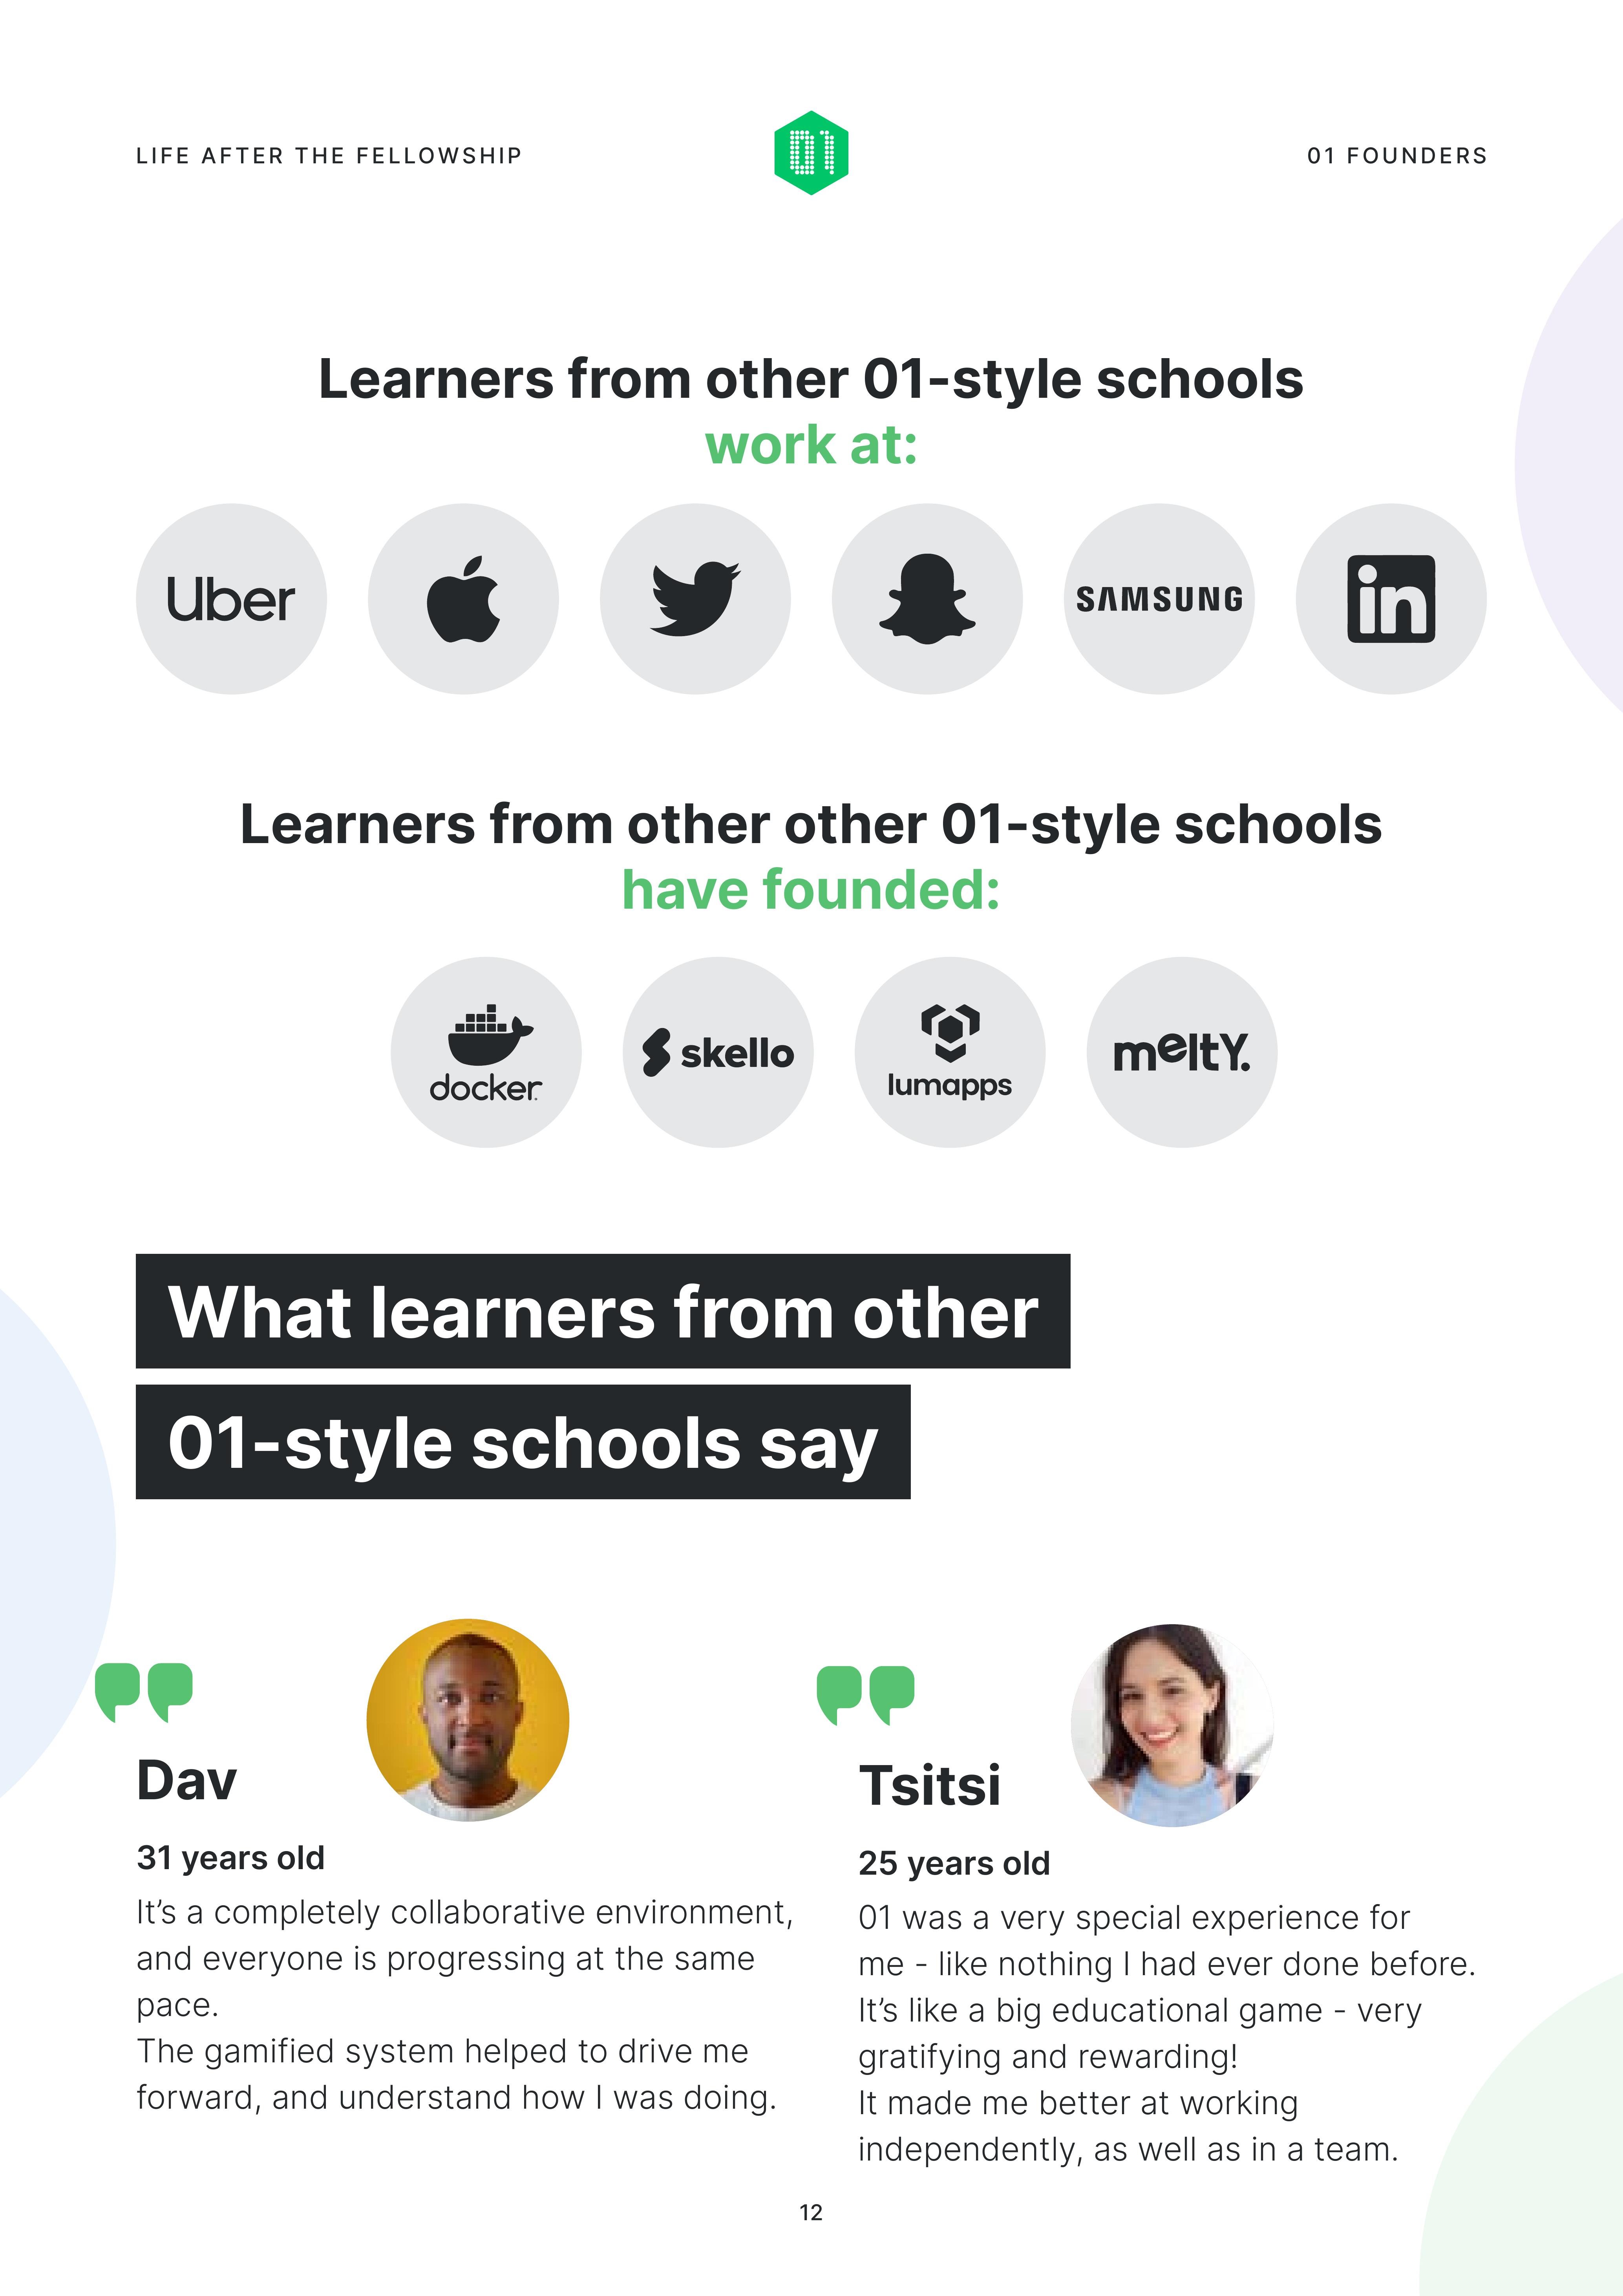 LIFE AFTER THE FELLOWSHIP
01
01 FOUNDERS
Learners from other 01-style schools
work at:
Uber
SAMSUNG
in
Learners from other other 01-style schools
have founded:
docker
skello
lumapps
melty.
What learners from other
01-style schools say
Dav
31 years old
It’s a completely collaborative environment,
and everyone is progressing at the same
pace.
The gamified system helped to drive me
forward, and understand how I was doing.
Tsitsi
25 years old
01 was a very special experience for
me - like nothing I had ever done before.
It’s like a big educational game - very
gratifying and rewarding!
It made me better at working
independently, as well as in a team.
12